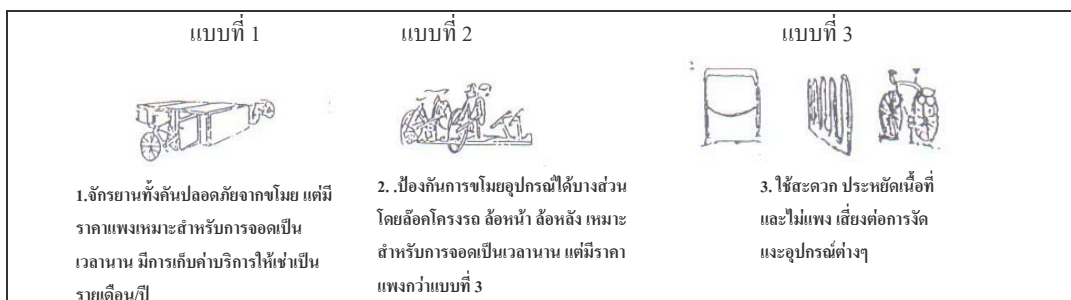 แบบที่ 1
แบบที่ 2
แบบที่ 3
1.จักรยานทั้งคันปลอดภัยจากขโมย แต่มี
ราคาแพงเหมาะสำหรับการจอดเป็น
เวลานาน มีการเก็บค่าบริการให้เช่าเป็น
รายเดือน/ปี
2. .ป้องกันการขโมยอุปกรณ์ได้บางส่วน
โดยล๊อคโครงรถ ล้อหน้า ล้อหลัง เหมาะ
สำหรับการจอดเป็นเวลานาน แต่มีราคา
แพงกว่าแบบที่ 3
3. ใช้สะดวก ประหยัดเนื้อที่
และไม่แพง เสี่ยงต่อการงัด
แงะอุปกรณ์ต่างๆ